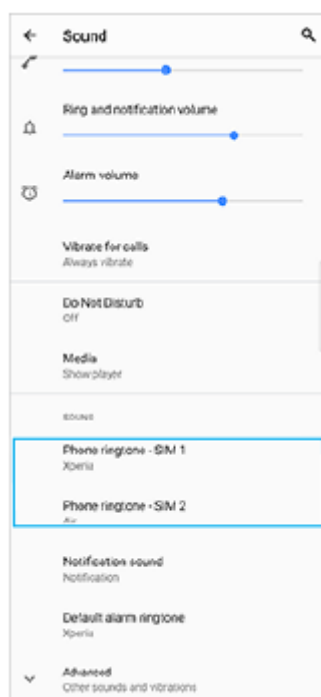 Sound
Ring and notification volume
Alarm volume
Vibrate for calls
Always vibrate
Do Not Disturb
Off
Media
Show player
SOUND
Phone ringtone - SIM 1
Xperia
Phone ringtone - SIM 2
Air
Notification sound
Notification
Default alarm ringtone
Xperia
Advanced
Other sounds and vibrations